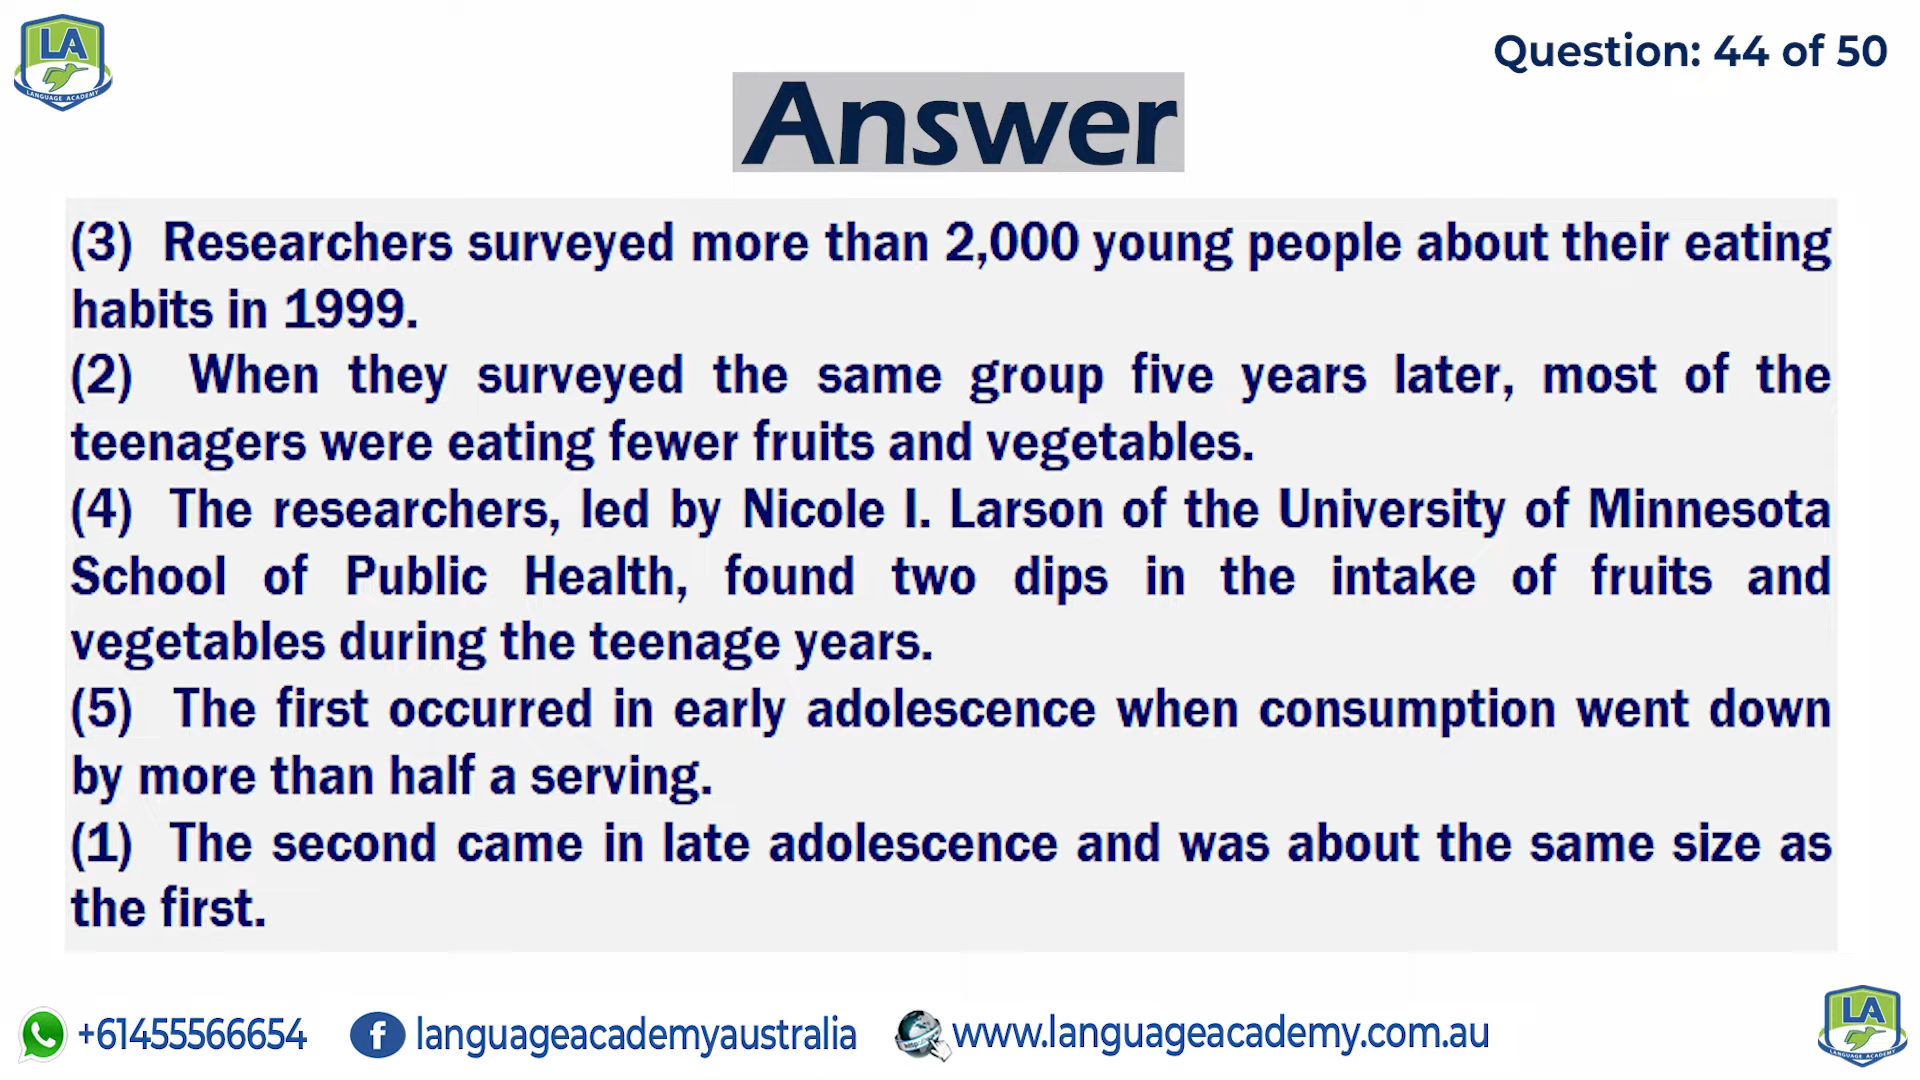 LA
LANGUAGE ACADEMY
Question: 44 of 50
Answer
(3) Researchers surveyed more than 2,000 young people about their eating
habits in 1999.
(2) When they surveyed the same group five years later, most of the
teenagers were eating fewer fruits and vegetables.
(4) The researchers, led by Nicole I. Larson of the University of Minnesota
School of Public Health, found two dips in the intake of fruits and
vegetables during the teenage years.
(5) The first occurred in early adolescence when consumption went down
by more than half a serving.
(1) The second came in late adolescence and was about the same size as
the first.
+61455566654
f languageacademyaustralia
www.languageacademy.com.au
LA
LANGUAGE ACADEMY